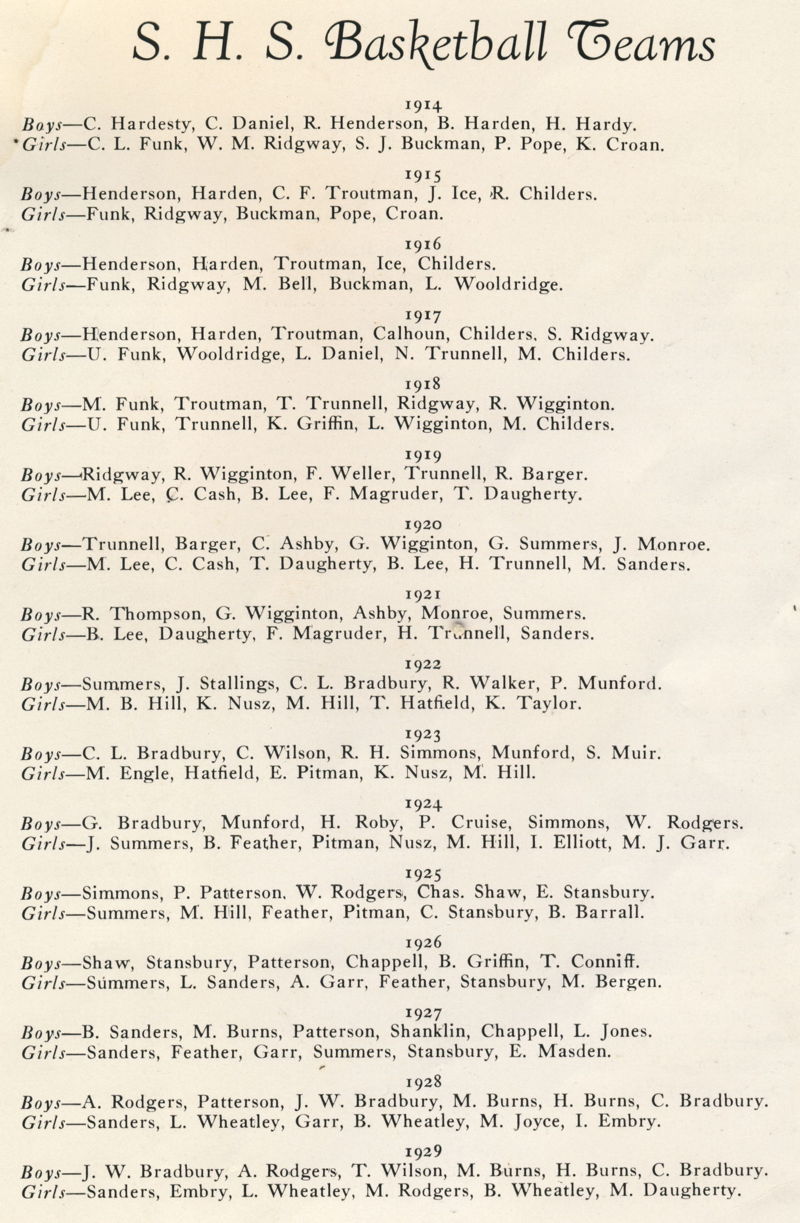 S. H. S. Basketball Teams
1914
Boys—C. Hardesty, C. Daniel, R. Henderson, B. Harden, H. Hardy.
Girls—C. L. Funk, W. M. Ridgway, S. J. Buckman, P. Pope, K. Croan.
1915
Boys—Henderson, Harden, C. F. Troutman, J. Ice, R. Childers.
Girls—Funk, Ridgway, Buckman, Pope, Croan.
1916
Boys—Henderson, Harden, Troutman, Ice, Childers.
Girls—Funk, Ridgway, M. Bell, Buckman, L. Wooldridge.
1917
Boys—Henderson, Harden, Troutman, Calhoun, Childers, S. Ridgway.
Girls—U. Funk, Wooldridge, L. Daniel, N. Trunnell, M. Childers.
1918
Boys—M. Funk, Troutman, T. Trunnell, Ridgway, R. Wigginton.
Girls—U. Funk, Trunnell, K. Griffin, L. Wigginton, M. Childers.
1919
Boys—Ridgway, R. Wigginton, F. Weller, Trunnell, R. Barger.
Girls—M. Lee, C. Cash, B. Lee, F. Magruder, T. Daugherty.
1920
Boys—Trunnell, Barger, C. Ashby, G. Wigginton, G. Summers, J. Monroe.
Girls—M. Lee, C. Cash, T. Daugherty, B. Lee, H. Trunnell, M. Sanders.
1921
Boys—R. Thompson, G. Wigginton, Ashby, Monroe, Summers.
Girls—B. Lee, Daugherty, F. Magruder, H. Trunnell, Sanders.
1922
Boys—Summers, J. Stallings, C. L. Bradbury, R. Walker, P. Munford.
Girls—M. B. Hill, K. Nusz, M. Hill, T. Hatfield, K. Taylor.
1923
Boys—C. L. Bradbury, C. Wilson, R. H. Simmons, Munford, S. Muir.
Girls—M. Engle, Hatfield, E. Pitman, K. Nusz, M. Hill.
1924
Boys—G. Bradbury, Munford, H. Roby, P. Cruise, Simmons, W. Rodgers.
Girls—J. Summers, B. Feather, Pitman, Nusz, M. Hill, I. Elliott, M. J. Garr.
1925
Boys—Simmons, P. Patterson, W. Rodgers, Chas. Shaw, E. Stansbury.
Girls—Summers, M. Hill, Feather, Pitman, C. Stansbury, B. Barrall.
1926
Boys—Shaw, Stansbury, Patterson, Chappell, B. Griffin, T. Conniff.
Girls—Summers, L. Sanders, A. Garr, Feather, Stansbury, M. Bergen.
1927
Boys—B. Sanders, M. Burns, Patterson, Shanklin, Chappell, L. Jones.
Girls—Sanders, Feather, Garr, Summers, Stansbury, E. Masden.
1928
Boys—A. Rodgers, Patterson, J. W. Bradbury, M. Burns, H. Burns, C. Bradbury.
Girls—Sanders, L. Wheatley, Garr, B. Wheatley, M. Joyce, I. Embry.
1929
Boys—J. W. Bradbury, A. Rodgers, T. Wilson, M. Burns, H. Burns, C. Bradbury.
Girls—Sanders, Embry, L. Wheatley, M. Rodgers, B. Wheatley, M. Daugherty.